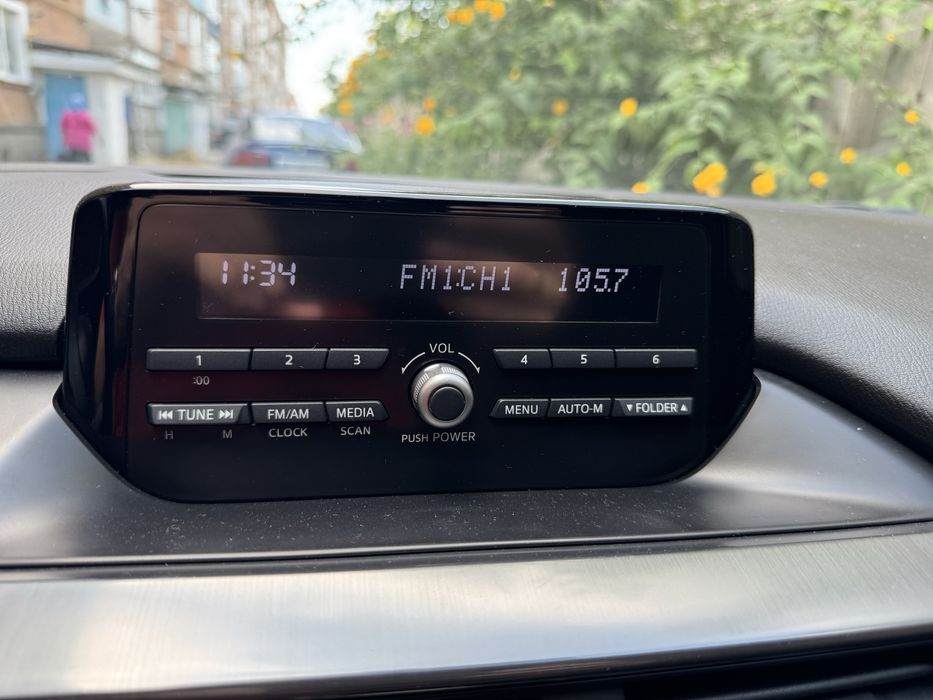 11:34 FM1:CH1 105.7
VOL
1 2 3 4 5 6
:00
TUNE FM/AM MEDIA MENU AUTO-M FOLDER
H M CLOCK SCAN
PUSH POWER